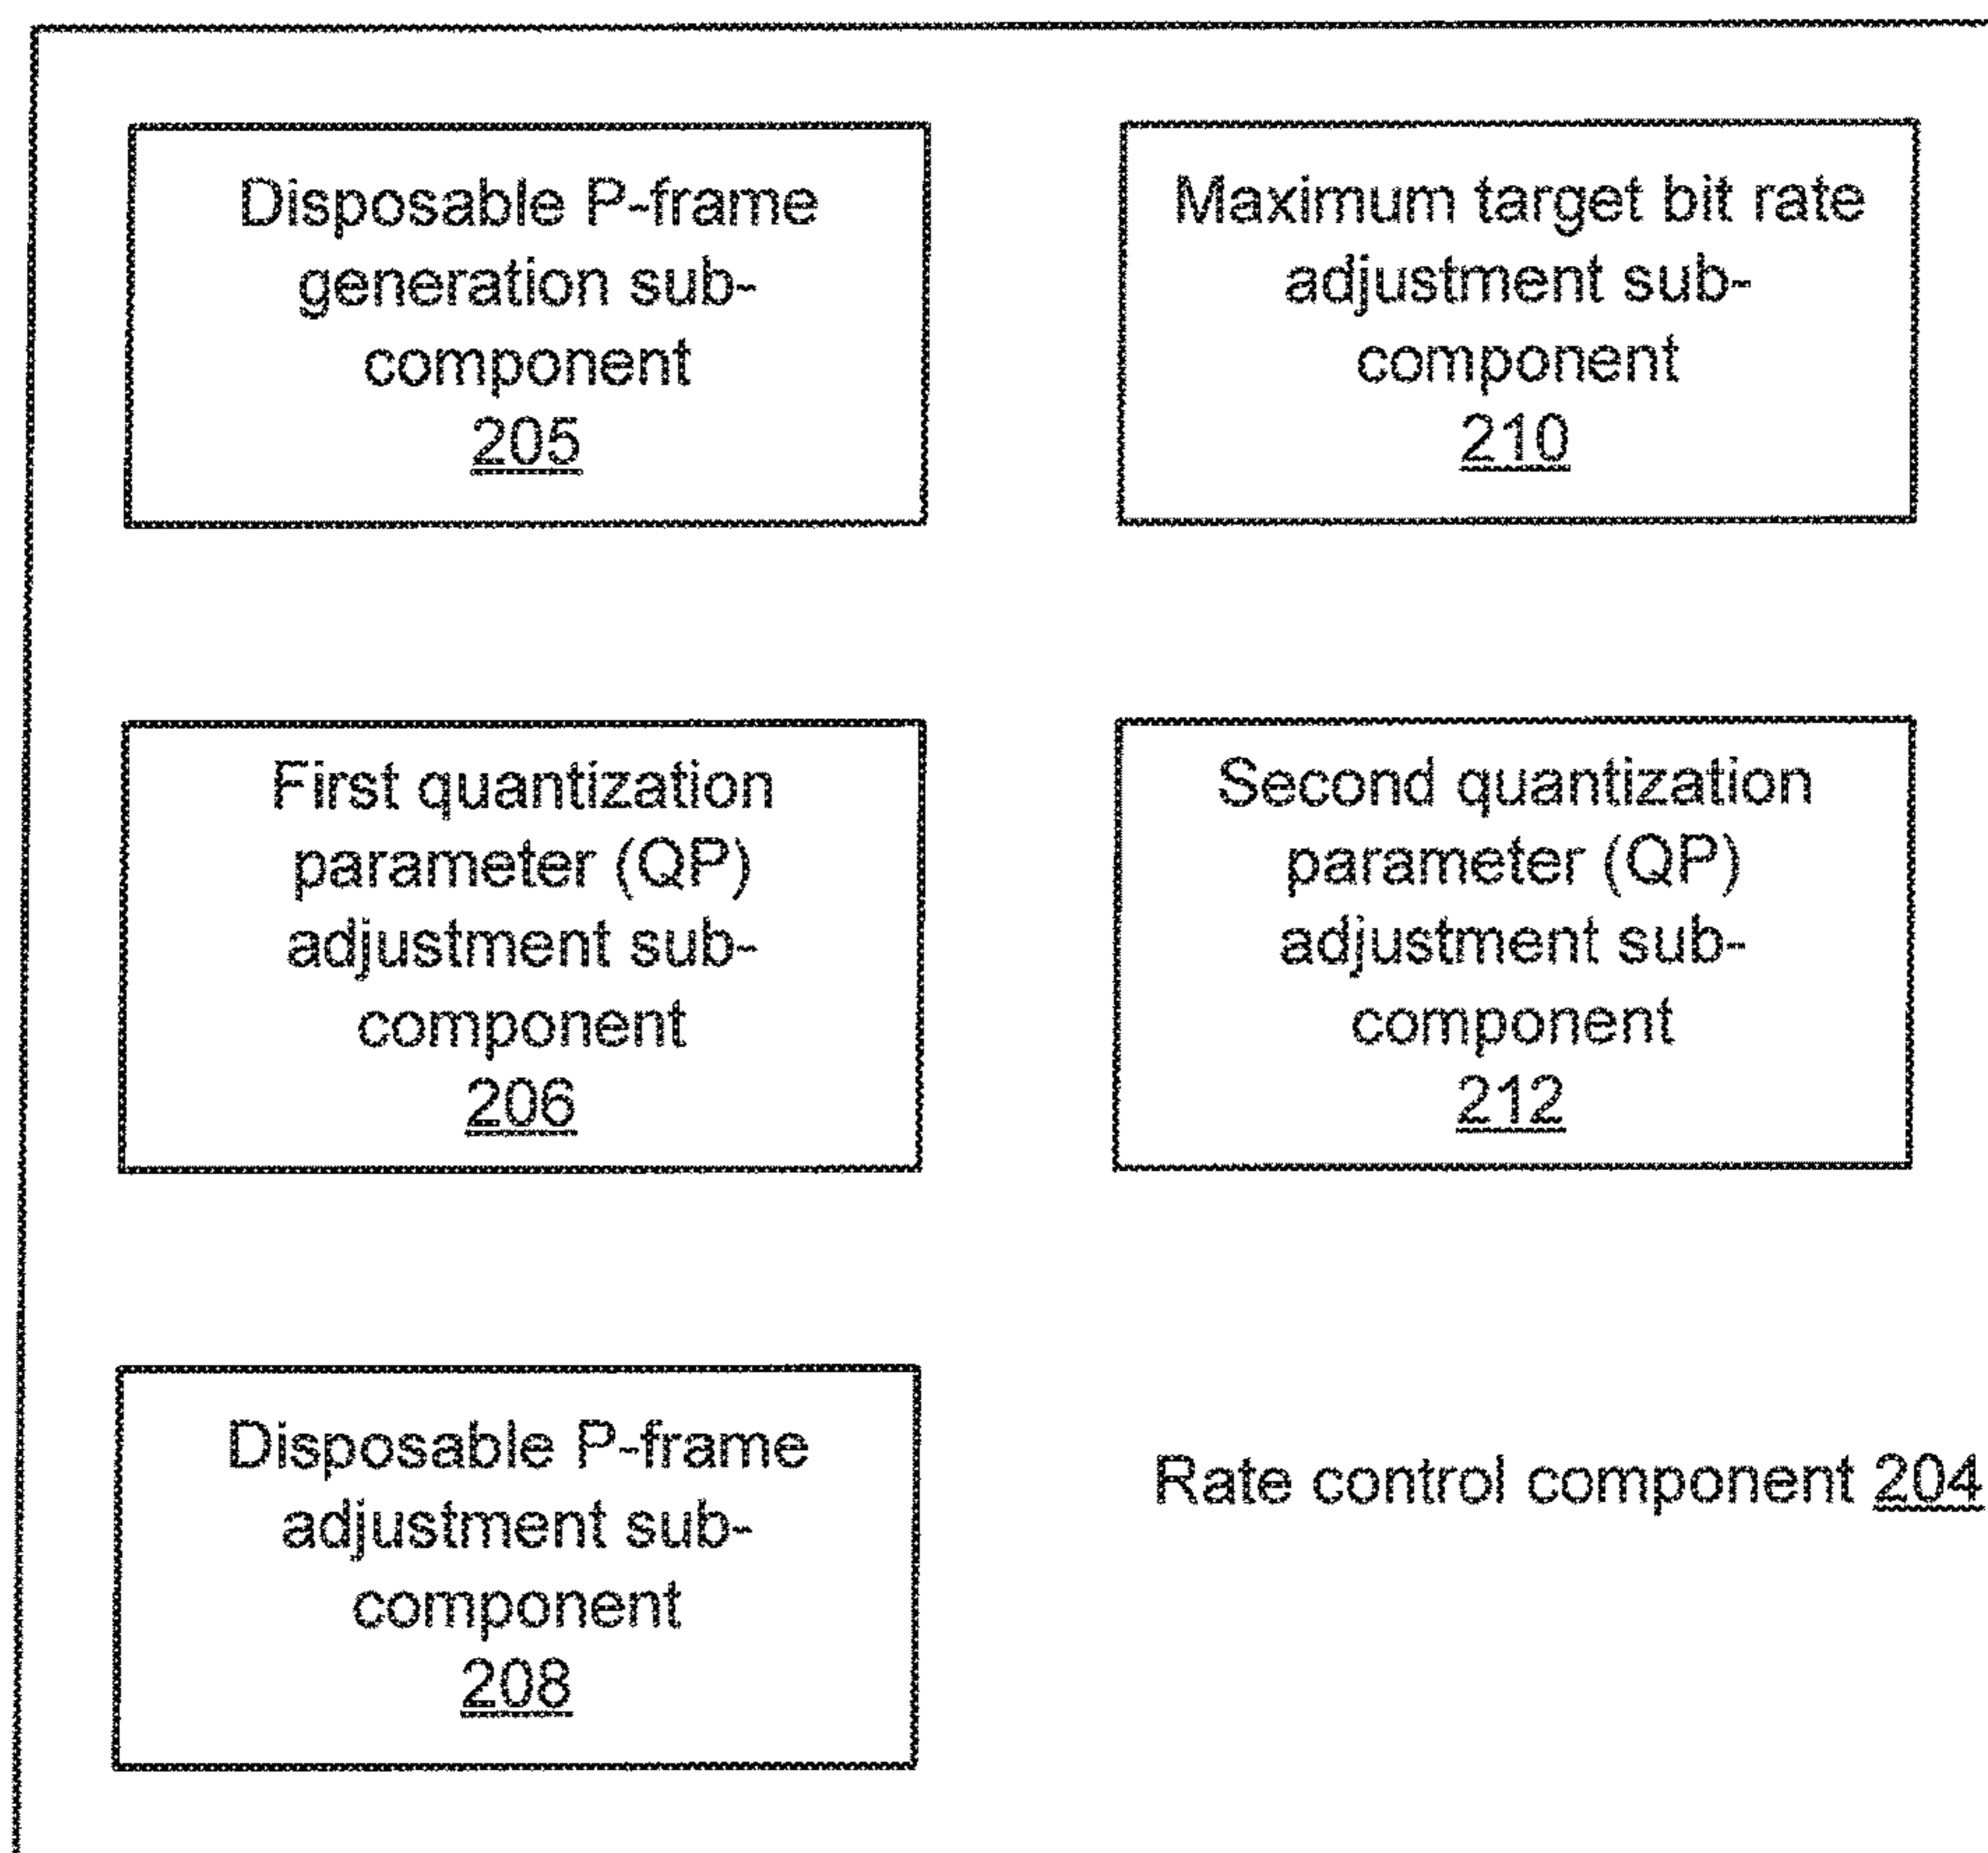 Disposable P-frame
generation sub-
component
205
Maximum target bit rate
adjustment sub-
component
210
First quantization
parameter (QP)
adjustment sub-
component
206
Second quantization
parameter (QP)
adjustment sub-
component
212
Disposable P-frame
adjustment sub-
component
208
Rate control component 204